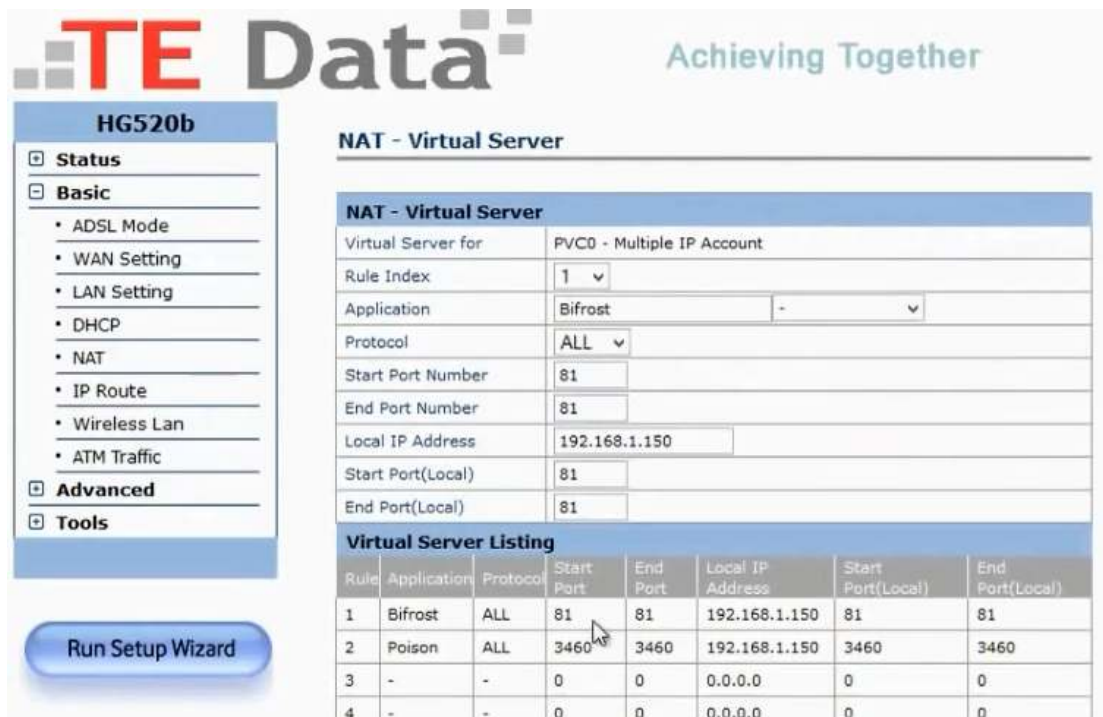 TE Data
Achieving Together
HG520b
Status
Basic
ADSL Mode
WAN Setting
LAN Setting
DHCP
NAT
IP Route
Wireless Lan
ATM Traffic
Advanced
Tools
Run Setup Wizard
NAT - Virtual Server
NAT - Virtual Server
Virtual Server for PVC0 - Multiple IP Account
Rule Index 1
Application Bifrost -
Protocol ALL
Start Port Number 81
End Port Number 81
Local IP Address 192.168.1.150
Start Port(Local) 81
End Port(Local) 81
Virtual Server Listing
Rule Application Protocol Start Port End Port Local IP Address Start Port(Local) End Port(Local)
1 Bifrost ALL 81 81 192.168.1.150 81 81
2 Poison ALL 3460 3460 192.168.1.150 3460 3460
3 - - 0 0 0.0.0.0 0 0
4 - - 0 0 0.0.0.0 0 0